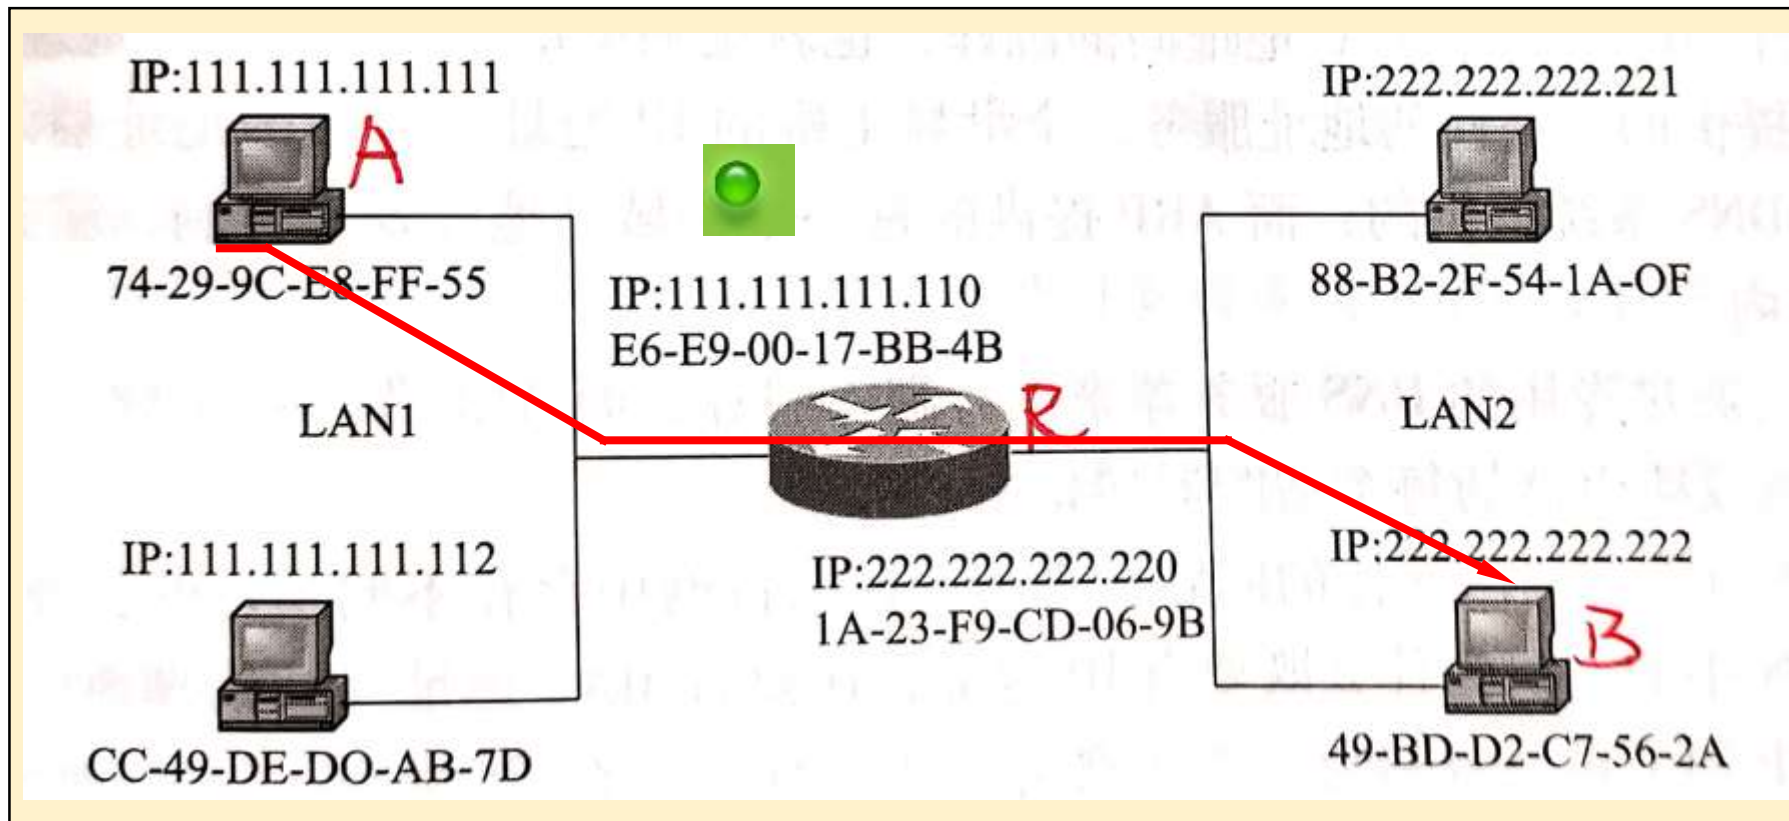 IP:111.111.111.111
A
74-29-9C-E8-FF-55
IP:222.222.222.221
88-B2-2F-54-1A-OF
IP:111.111.111.110
E6-E9-00-17-BB-4B
LAN1
R
LAN2
IP:111.111.111.112
CC-49-DE-DO-AB-7D
IP:222.222.222.220
1A-23-F9-CD-06-9B
IP:222.222.222.222
B
49-BD-D2-C7-56-2A